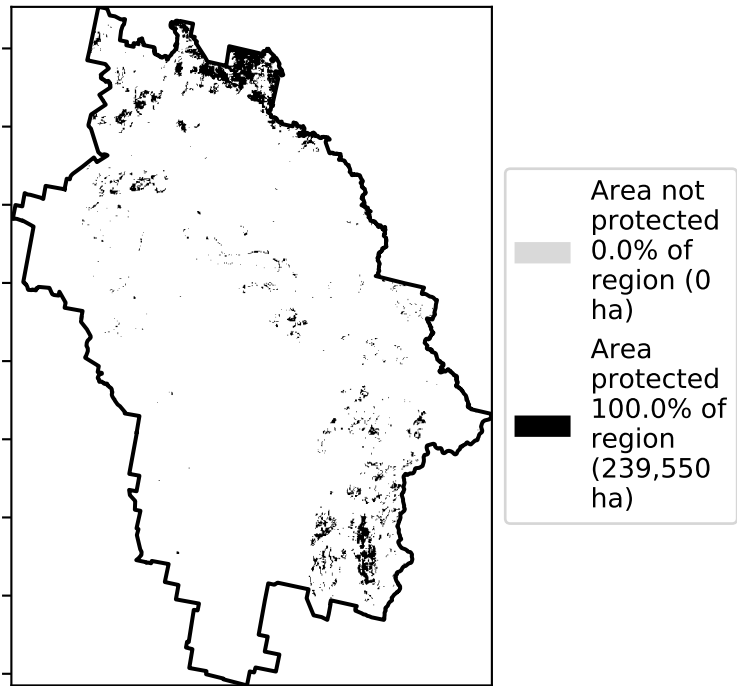 Area not
protected
0.0% of
region (0
ha)
Area
protected
100.0% of
region
(239,550
ha)